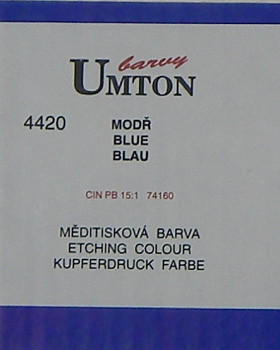 barvy
UMTON
4420 MODŘ
BLUE
BLAU
CIN PB 15:1 74160
MĚDITISKOVÁ BARVA
ETCHING COLOUR
KUPFERDRUCK FARBE